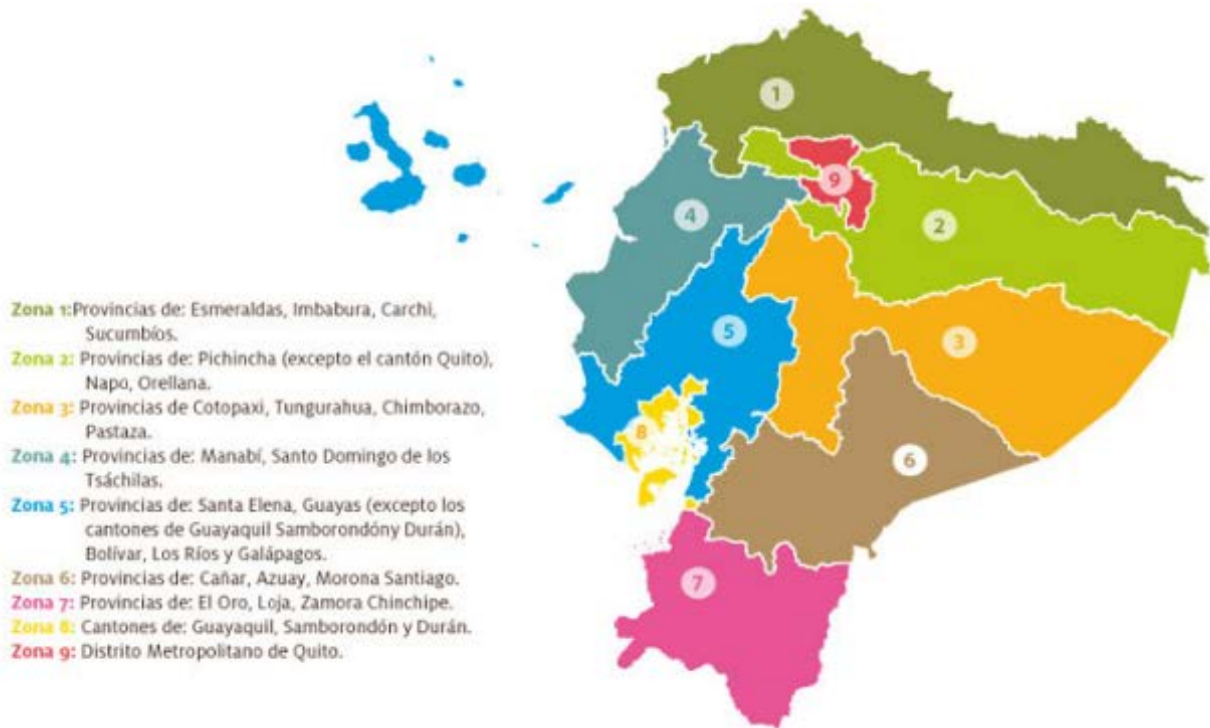 1
9
4
2
5
3
8
6
7
Zona 1:Provincias de: Esmeraldas, Imbabura, Carchi,
Sucumbíos.
Zona 2: Provincias de: Pichincha (excepto el cantón Quito),
Napo, Orellana.
Zona 3: Provincias de Cotopaxi, Tungurahua, Chimborazo,
Pastaza.
Zona 4: Provincias de: Manabí, Santo Domingo de los
Tsáchilas.
Zona 5: Provincias de: Santa Elena, Guayas (excepto los
cantones de Guayaquil Samborondóny Durán),
Bolívar, Los Ríos y Galápagos.
Zona 6: Provincias de: Cañar, Azuay, Morona Santiago.
Zona 7: Provincias de: El Oro, Loja, Zamora Chinchipe.
Zona 8: Cantones de: Guayaquil, Samborondón y Durán.
Zona 9: Distrito Metropolitano de Quito.